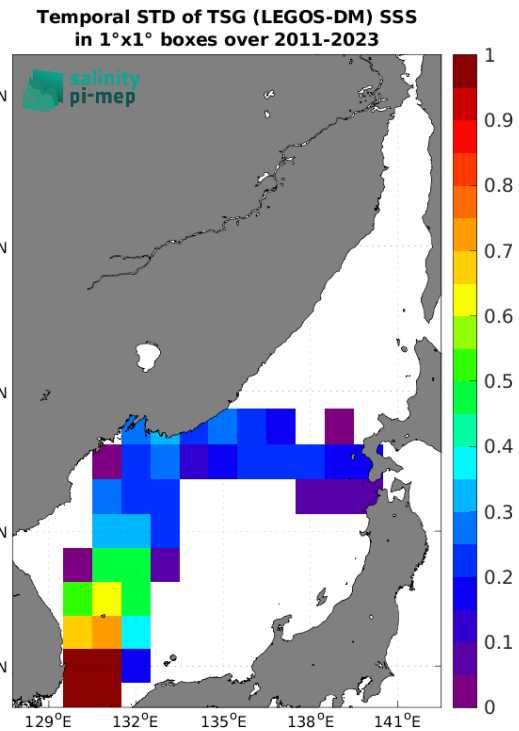 Temporal STD of TSG (LEGOS-DM) SSS
in 1°x1° boxes over 2011-2023
salinity
pi-mep
N
N
N
N
N
1
0.9
0.8
0.7
0.6
0.5
0.4
0.3
0.2
0.1
0
129°E 132°E 135°E 138°E 141°E